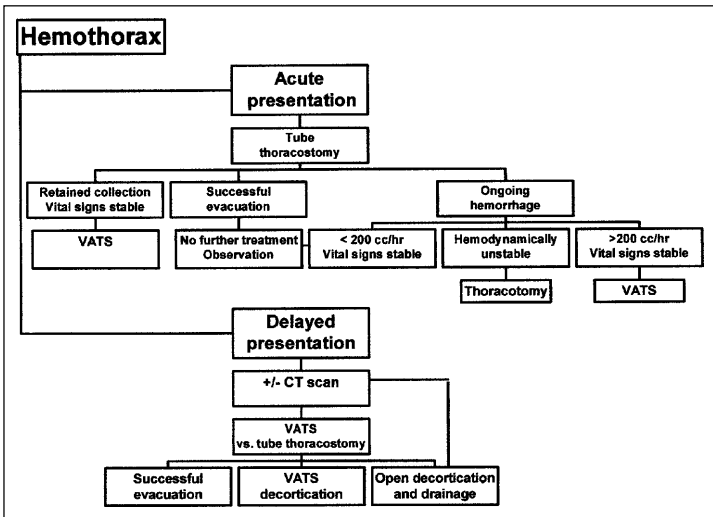 Hemothorax
Acute
presentation
Tube
thoracostomy
Retained collection
Vital signs stable
Successful
evacuation
Ongoing
hemorrhage
VATS
No further treatment
Observation
< 200 cc/hr
Vital signs stable
Hemodynamically
unstable
>200 cc/hr
Vital signs stable
Thoracotomy
VATS
Delayed
presentation
+/- CT scan
VATS
vs. tube thoracostomy
Successful
evacuation
VATS
decortication
Open decortication
and drainage